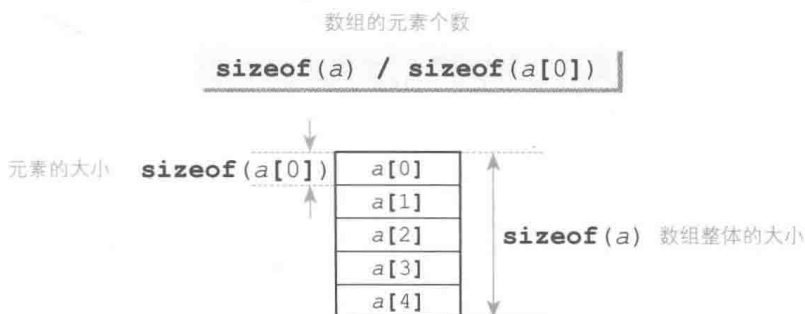 数组的元素个数
sizeof(a) / sizeof(a[0])
元素的大小 sizeof(a[0]) a[0]
a[1]
a[2]
sizeof(a) 数组整体的大小
a[3]
a[4]